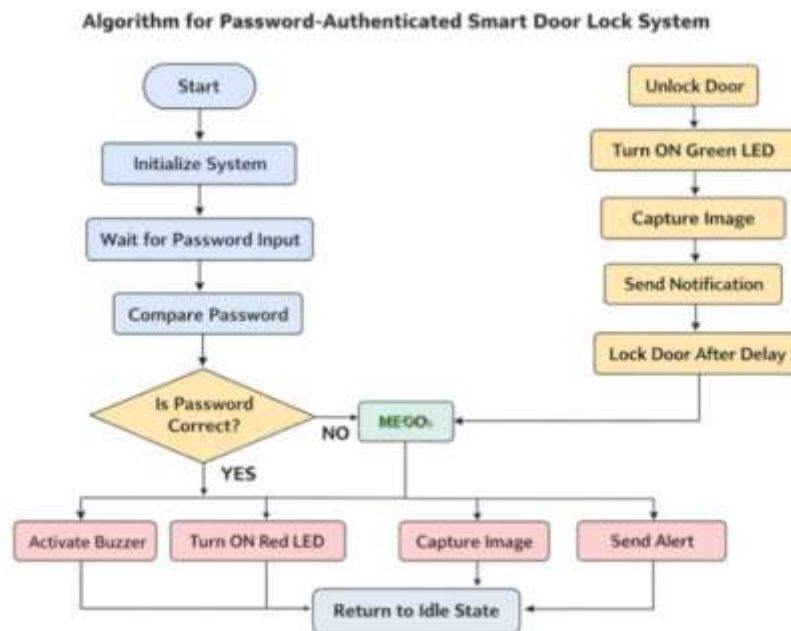 Algorithm for Password-Authenticated Smart Door Lock System
Start
Initialize System
Wait for Password Input
Compare Password
Is Password
Correct?
NO
YES
Unlock Door
Turn ON Green LED
Capture Image
Send Notification
Lock Door After Delay
Activate Buzzer
Turn ON Red LED
Capture Image
Send Alert
Return to Idle State